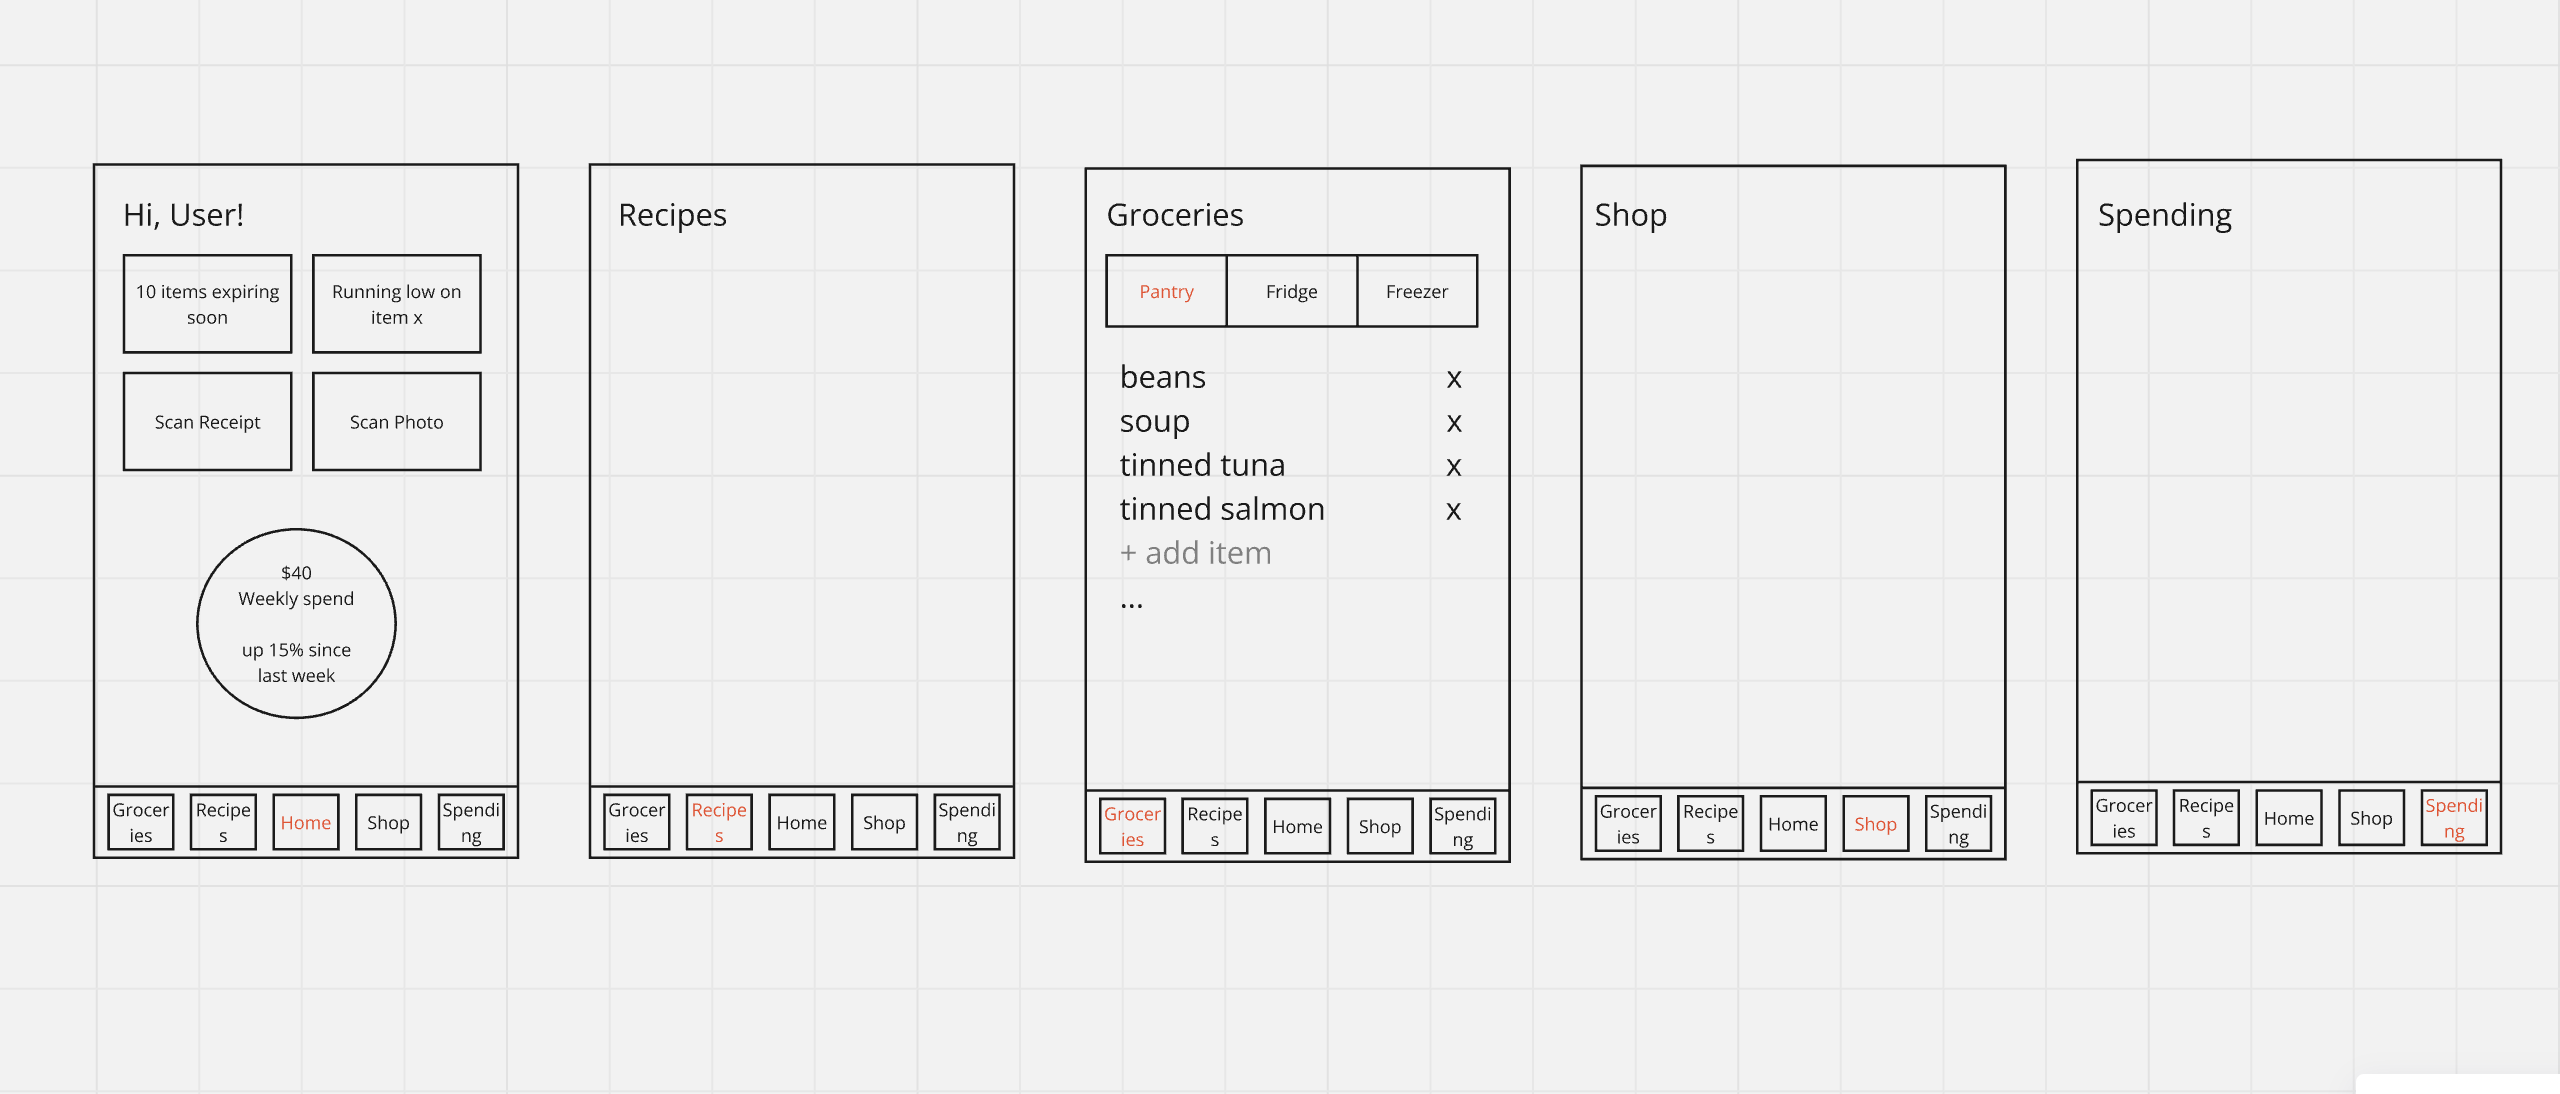 Hi, User!
10 items expiring
soon
Running low on
item x
Scan Receipt
Scan Photo
$40
Weekly spend
up 15% since
last week
Grocer
ies
Recipe
s
Home
Shop
Spendi
ng
Recipes
Grocer
ies
Recipe
s
Home
Shop
Spendi
ng
Groceries
Pantry
Fridge
Freezer
beans x
soup x
tinned tuna x
tinned salmon x
+ add item
...
Grocer
ies
Recipe
s
Home
Shop
Spendi
ng
Shop
Grocer
ies
Recipe
s
Home
Shop
Spendi
ng
Spending
Grocer
ies
Recipe
s
Home
Shop
Spendi
ng